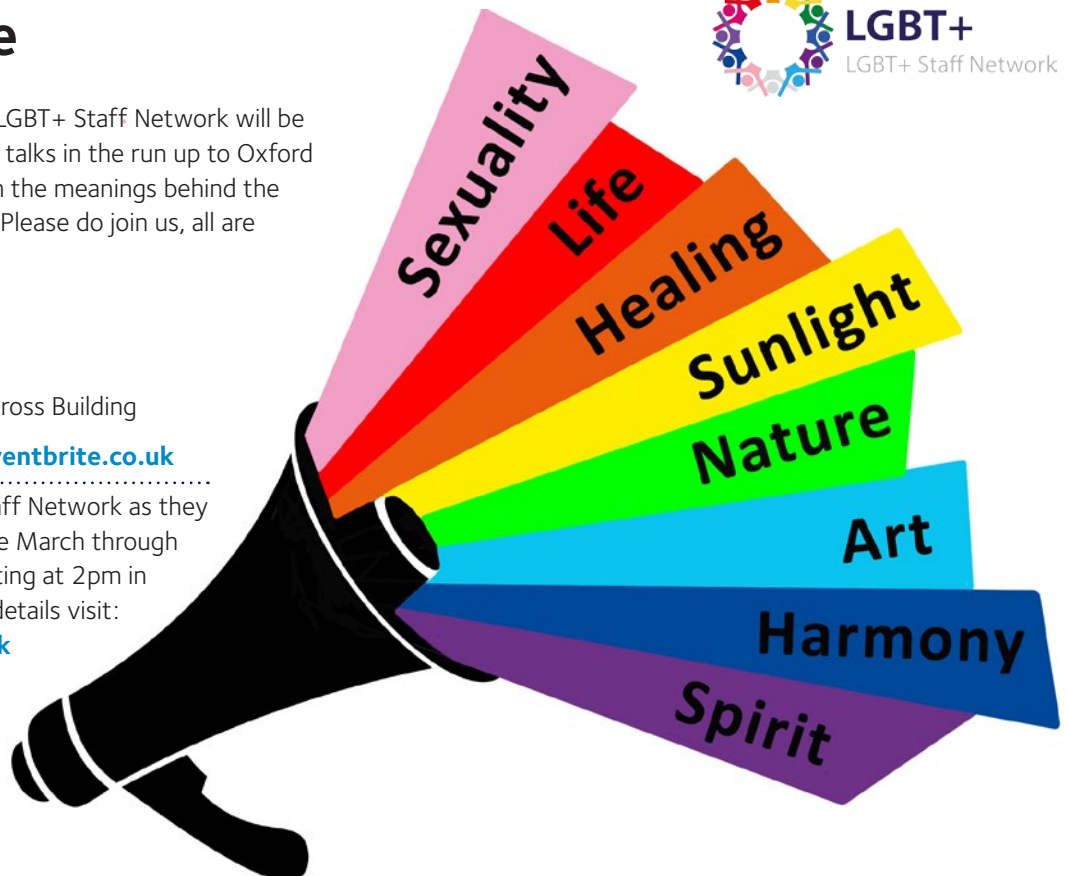 e
LGBT+
LGBT+ Staff Network
LGBT+ Staff Network will be
talks in the run up to Oxford
the meanings behind the
Please do join us, all are
ross Building
entbrite.co.uk
aff Network as they
e March through
ting at 2pm in
details visit:
k
Sexuality
Life
Healing
Sunlight
Nature
Art
Harmony
Spirit